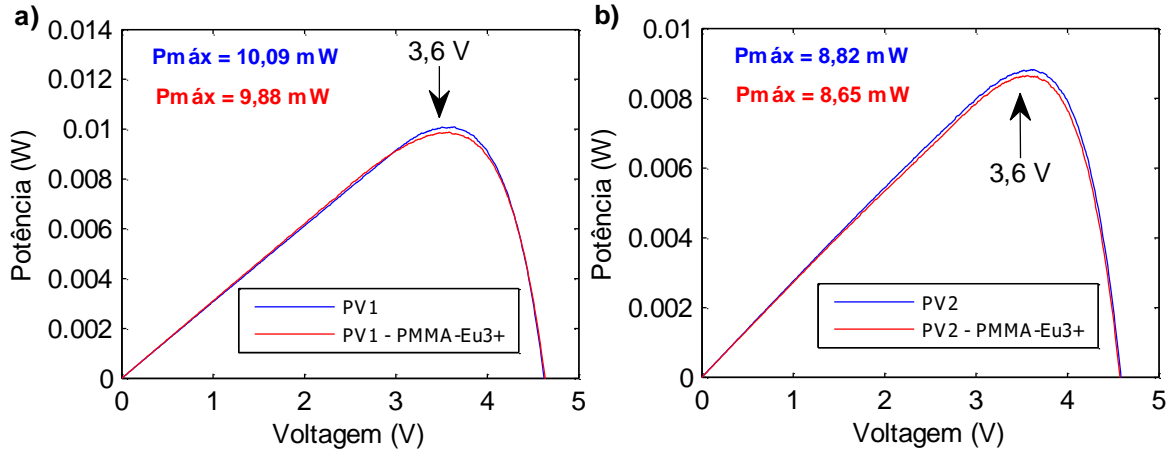 a)
Pmáx = 10,09 mW
Pmáx = 9,88 mW
3,6 V
0.014
0.012
0.01
0.008
0.006
0.004
0.002
0
Potência (W)
PV1
PV1 - PMMA-Eu3+
0 1 2 3 4 5
Voltagem (V)
b)
Pmáx = 8,82 mW
Pmáx = 8,65 mW
3,6 V
0.01
0.008
0.006
0.004
0.002
0
Potência (W)
PV2
PV2 - PMMA-Eu3+
0 1 2 3 4 5
Voltagem (V)